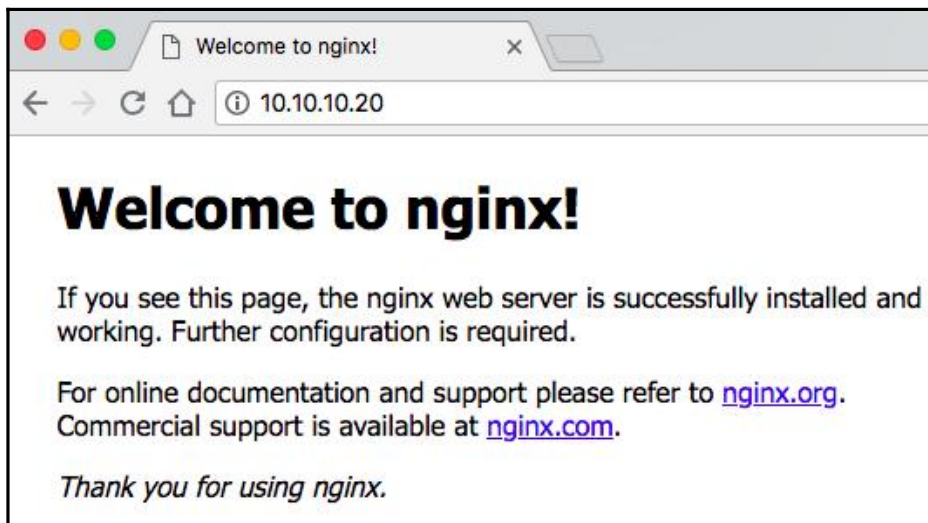 Welcome to nginx!
10.10.10.20
Welcome to nginx!
If you see this page, the nginx web server is successfully installed and
working. Further configuration is required.
For online documentation and support please refer to nginx.org.
Commercial support is available at nginx.com.
Thank you for using nginx.